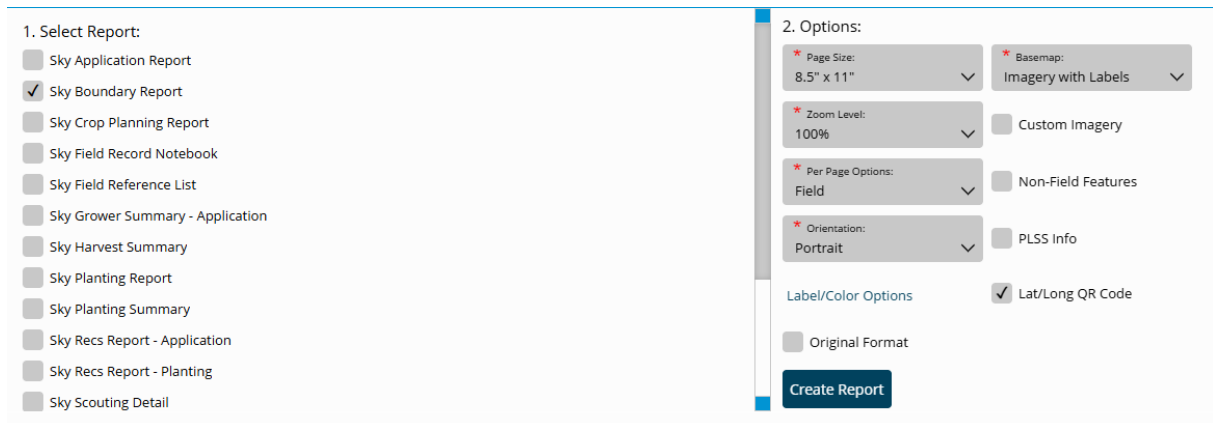 1. Select Report:
Sky Application Report
Sky Boundary Report
Sky Crop Planning Report
Sky Field Record Notebook
Sky Field Reference List
Sky Grower Summary - Application
Sky Harvest Summary
Sky Planting Report
Sky Planting Summary
Sky Recs Report - Application
Sky Recs Report - Planting
Sky Scouting Detail
2. Options:
* Page Size:
8.5" x 11"
* Basemap:
Imagery with Labels
* Zoom Level:
100%
Custom Imagery
* Per Page Options:
Field
Non-Field Features
* Orientation:
Portrait
PLSS Info
Label/Color Options
Lat/Long QR Code
Original Format
Create Report